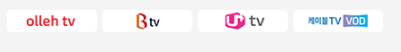 olleh tv
B tv
U+ tv
케이블TV VOD